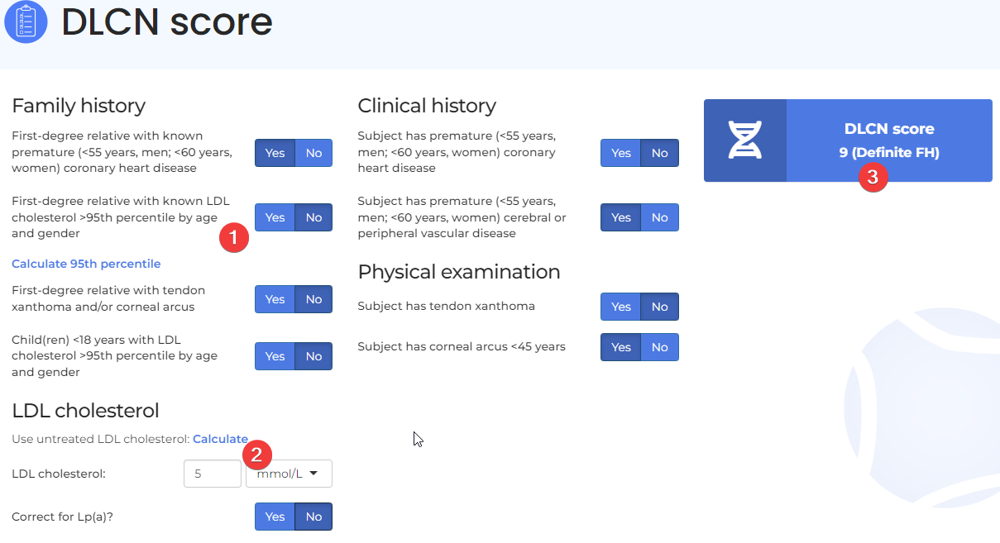 DLCN score
Family history
First-degree relative with known
premature (<55 years, men; <60 years,
women) coronary heart disease
Yes No
First-degree relative with known LDL
cholesterol >95th percentile by age
and gender
Yes No
1
Calculate 95th percentile
First-degree relative with tendon
xanthoma and/or corneal arcus
Yes No
Child(ren) <18 years with LDL
cholesterol >95th percentile by age
and gender
Yes No
LDL cholesterol
Use untreated LDL cholesterol: Calculate
2
LDL cholesterol:
5
mmol/L
Correct for Lp(a)?
Yes No
Clinical history
Subject has premature (<55 years,
men; <60 years, women) coronary
heart disease
Yes No
Subject has premature (<55 years,
men; <60 years, women) cerebral or
peripheral vascular disease
Yes No
Physical examination
Subject has tendon xanthoma
Yes No
Subject has corneal arcus <45 years
Yes No
DLCN score
9 (Definite FH)
3